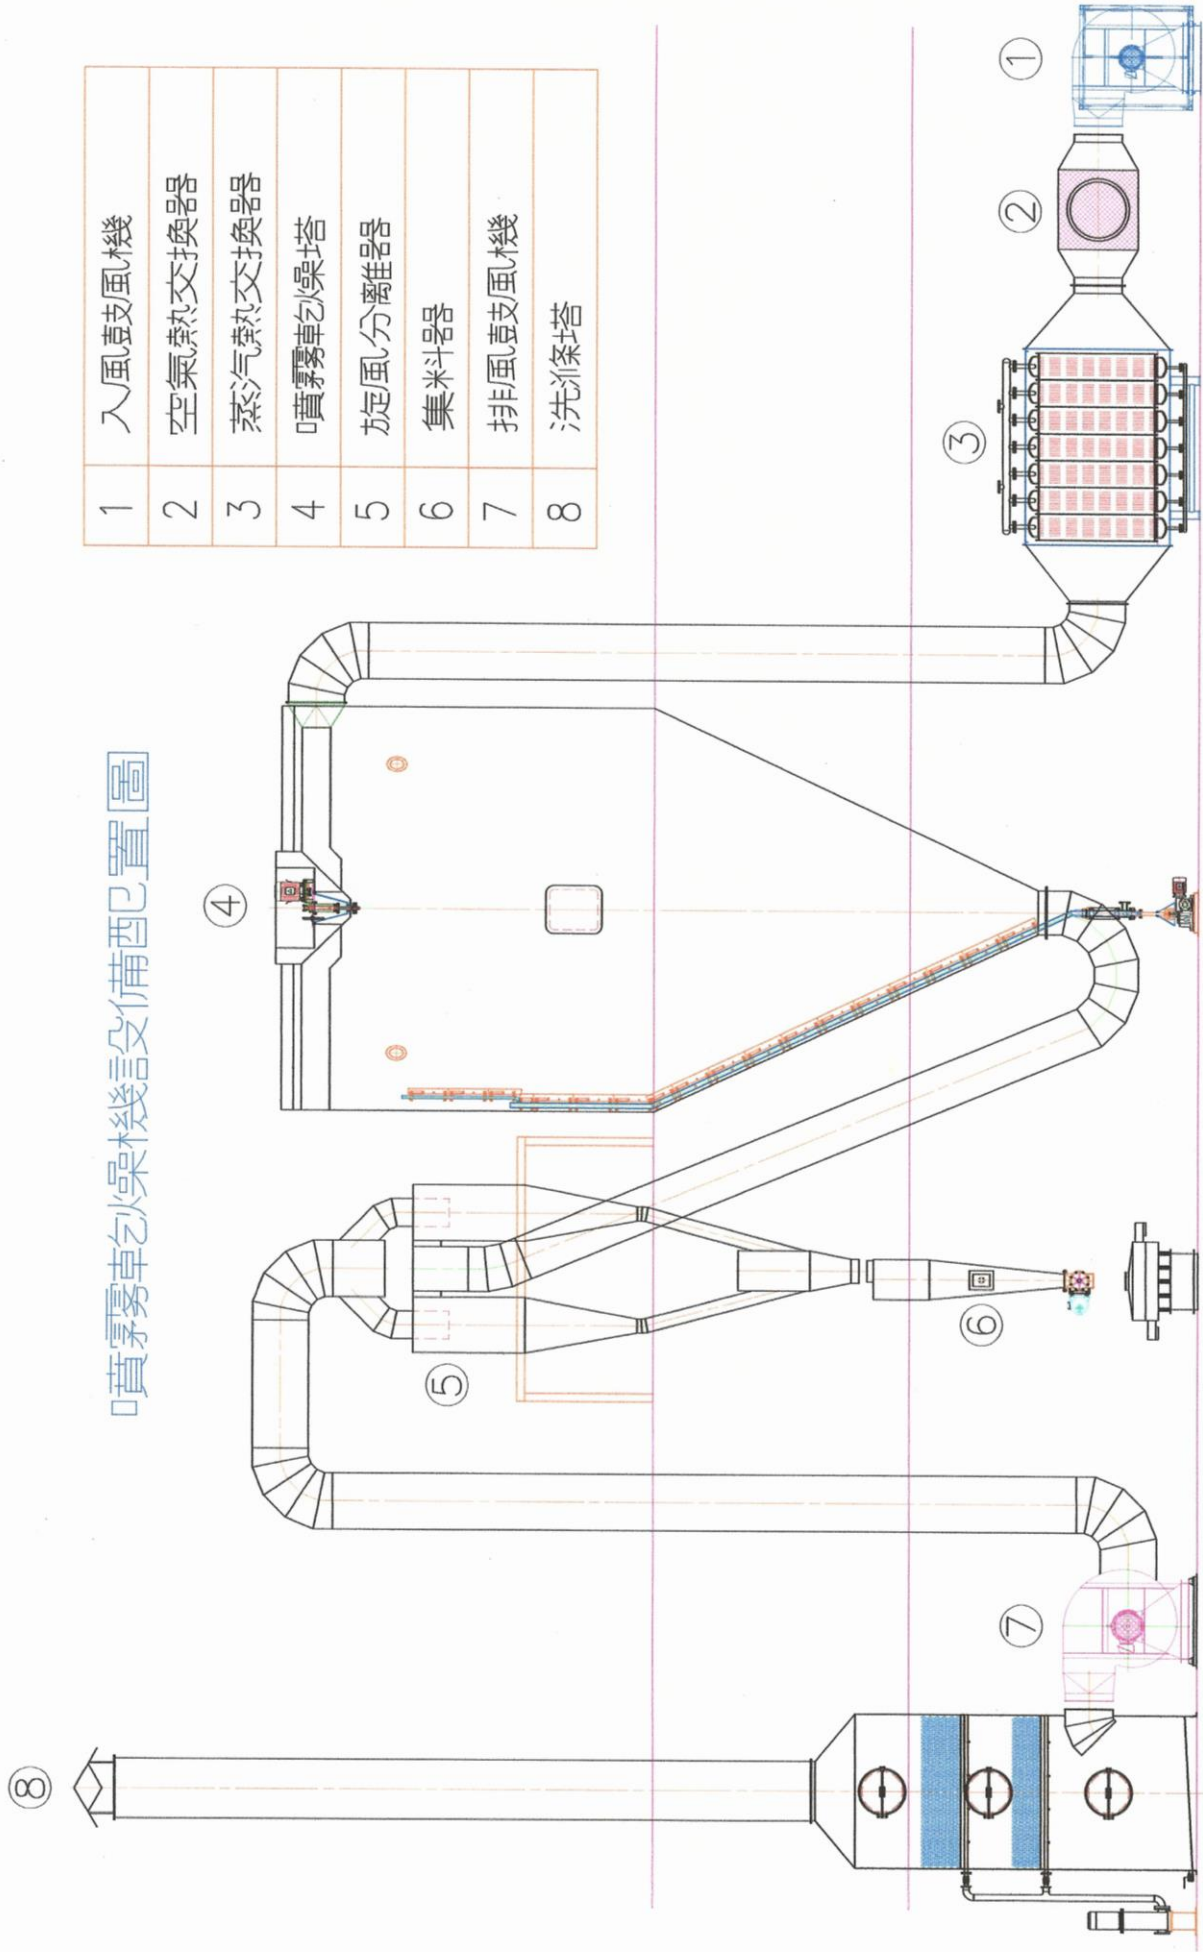 ⑧
噴霧乾燥機設備配置圖
1 入風鼓風機
2 空氣熱交換器
3 蒸汽熱交換器
4 噴霧乾燥塔
5 旋風分離器
6 集料器
7 排風鼓風機
8 洗滌塔
④
⑤
③
⑥
⑦
②
①